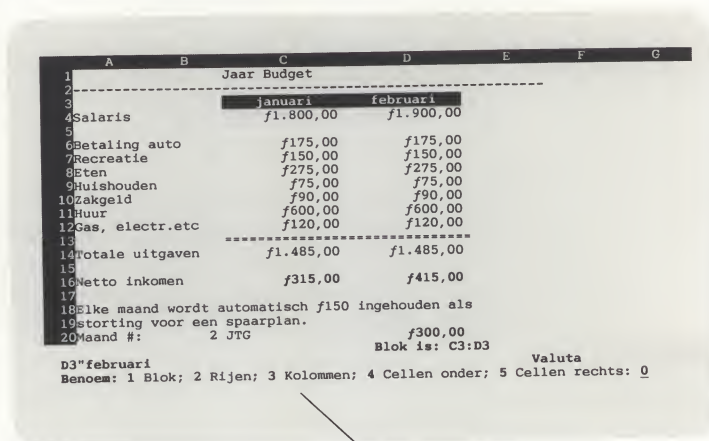 A B C D E F G
1 Jaar Budget
2 --------------------------------------------------
3 januari februari
4 Salaris ƒ1.800,00 ƒ1.900,00
5
6 Betaling auto ƒ175,00 ƒ175,00
7 Recreatie ƒ150,00 ƒ150,00
8 Eten ƒ275,00 ƒ275,00
9 Huishouden ƒ75,00 ƒ75,00
10 Zakgeld ƒ90,00 ƒ90,00
11 Huur ƒ600,00 ƒ600,00
12 Gas, electr.etc ƒ120,00 ƒ120,00
13 ==========================
14 Totale uitgaven ƒ1.485,00 ƒ1.485,00
15
16 Netto inkomen ƒ315,00 ƒ415,00
17
18 Elke maand wordt automatisch ƒ150 ingehouden als
19 storting voor een spaarplan.
20 Maand #: 2 JTG ƒ300,00
Blok is: C3:D3
D3"februari Valuta
Benoem: 1 Blok; 2 Rijen; 3 Kolommen; 4 Cellen onder; 5 Cellen rechts: 0